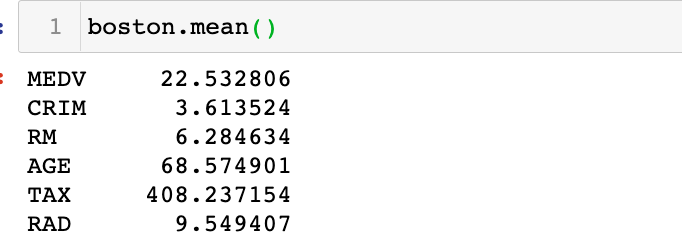 1 boston.mean()
MEDV 22.532806
CRIM 3.613524
RM 6.284634
AGE 68.574901
TAX 408.237154
RAD 9.549407